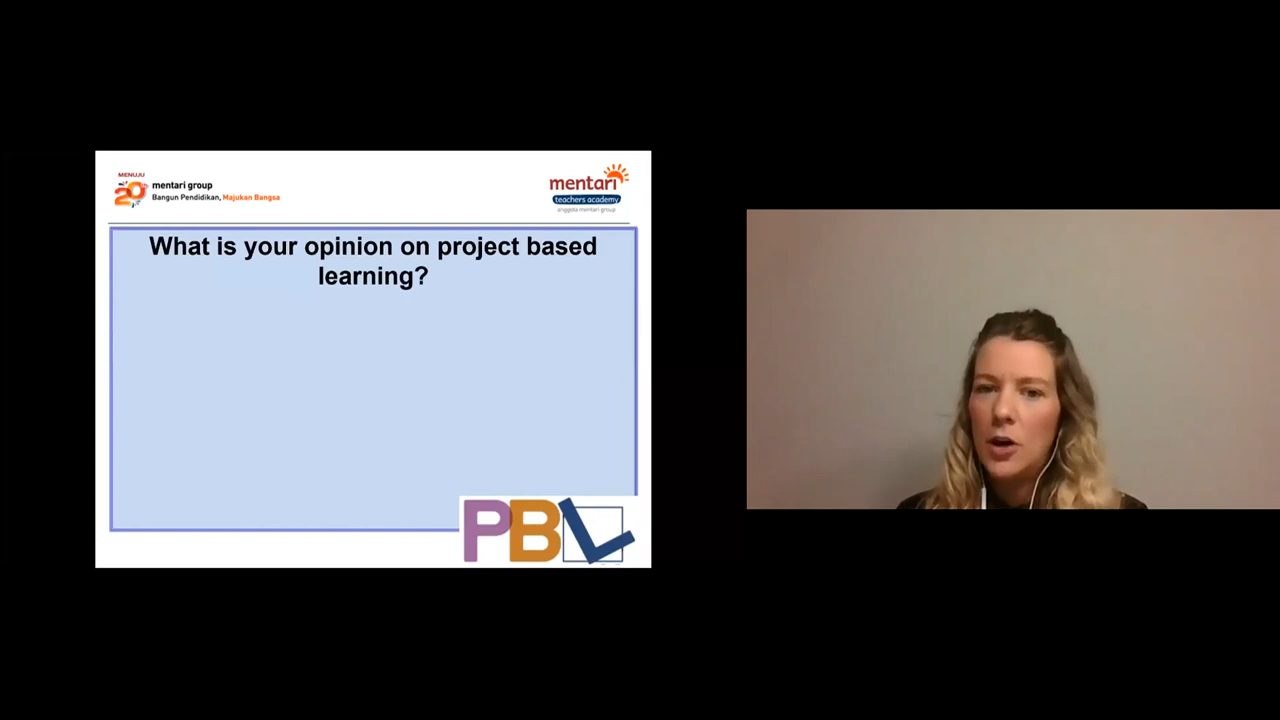 MENUJU
20th
mentari group
Bangun Pendidikan, Majukan Bangsa
mentari
teachers academy
anggota mentari group
What is your opinion on project based
learning?
PBL